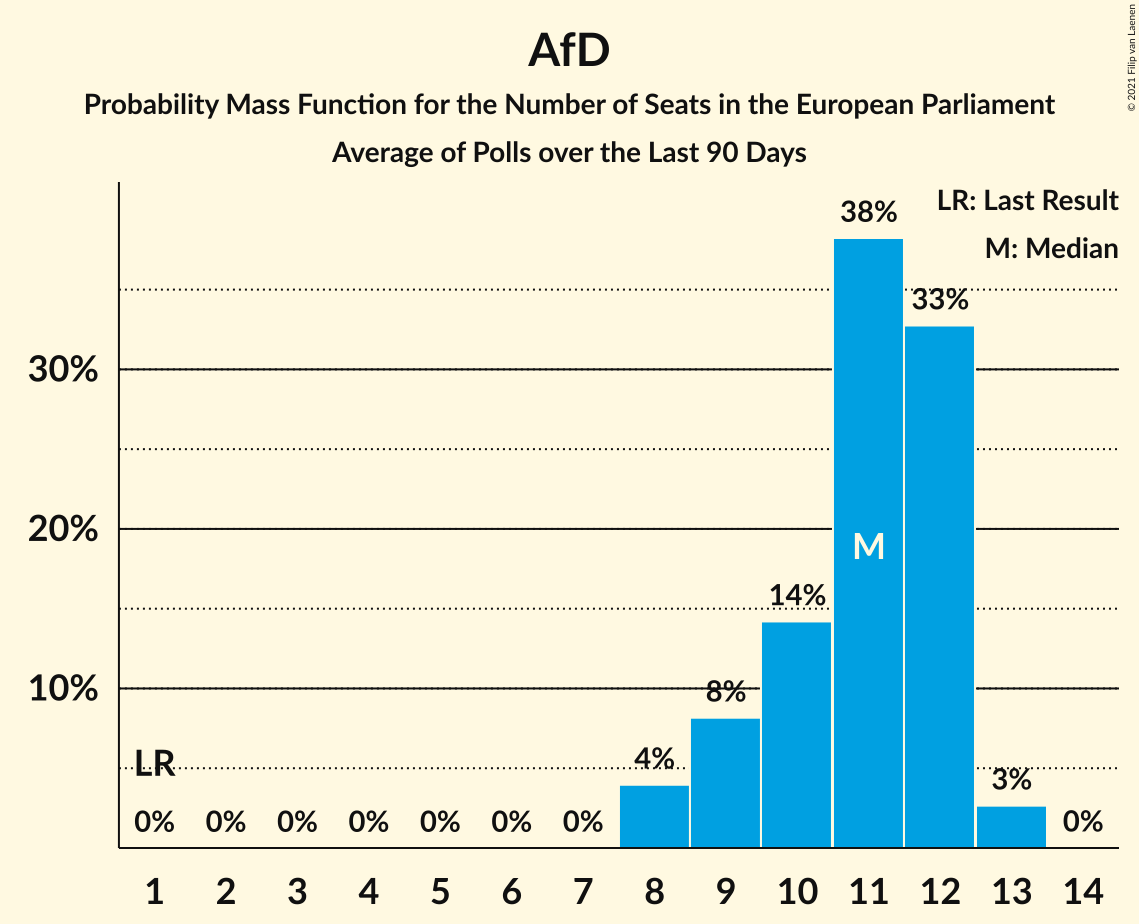 AfD
Probability Mass Function for the Number of Seats in the European Parliament
Average of Polls over the Last 90 Days
© 2021 Filip van Laenen
LR: Last Result
M: Median
38%
33%
30%
20%
M
14%
10%
8%
LR
4%
3%
0% 0% 0% 0% 0% 0% 0% 0%
1 2 3 4 5 6 7 8 9 10 11 12 13 14